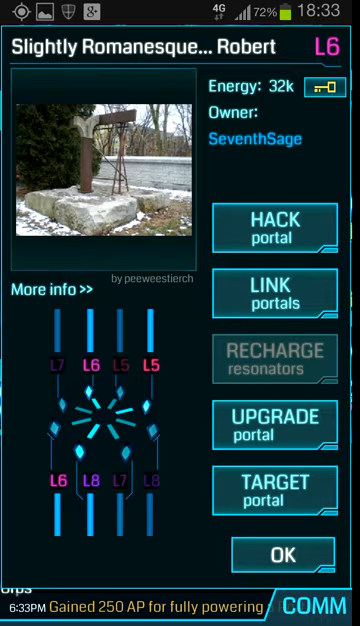 4G 72% 18:33
Slightly Romanesque... Robert L6
Energy: 32k
Owner:
SeventhSage
HACK
portal
by peeweestierch
More info >>
LINK
portals
L7 L6 L5 L5
RECHARGE
resonators
UPGRADE
portal
L6 L8 L7 L8
TARGET
portal
OK
6:33PM Gained 250 AP for fully powering
COMM